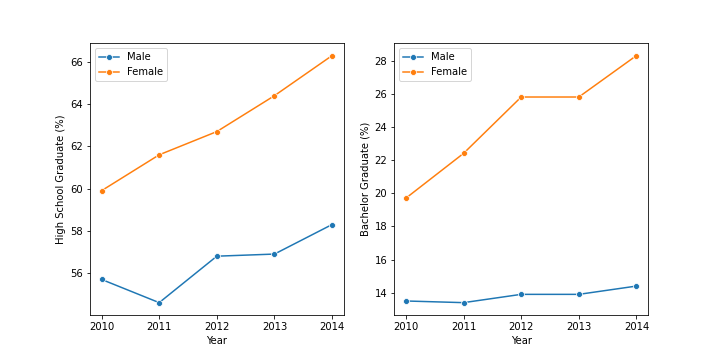 Male
Female
High School Graduate (%)
66
64
62
60
58
56
2010 2011 2012 2013 2014
Year
Male
Female
Bachelor Graduate (%)
28
26
24
22
20
18
16
14
2010 2011 2012 2013 2014
Year